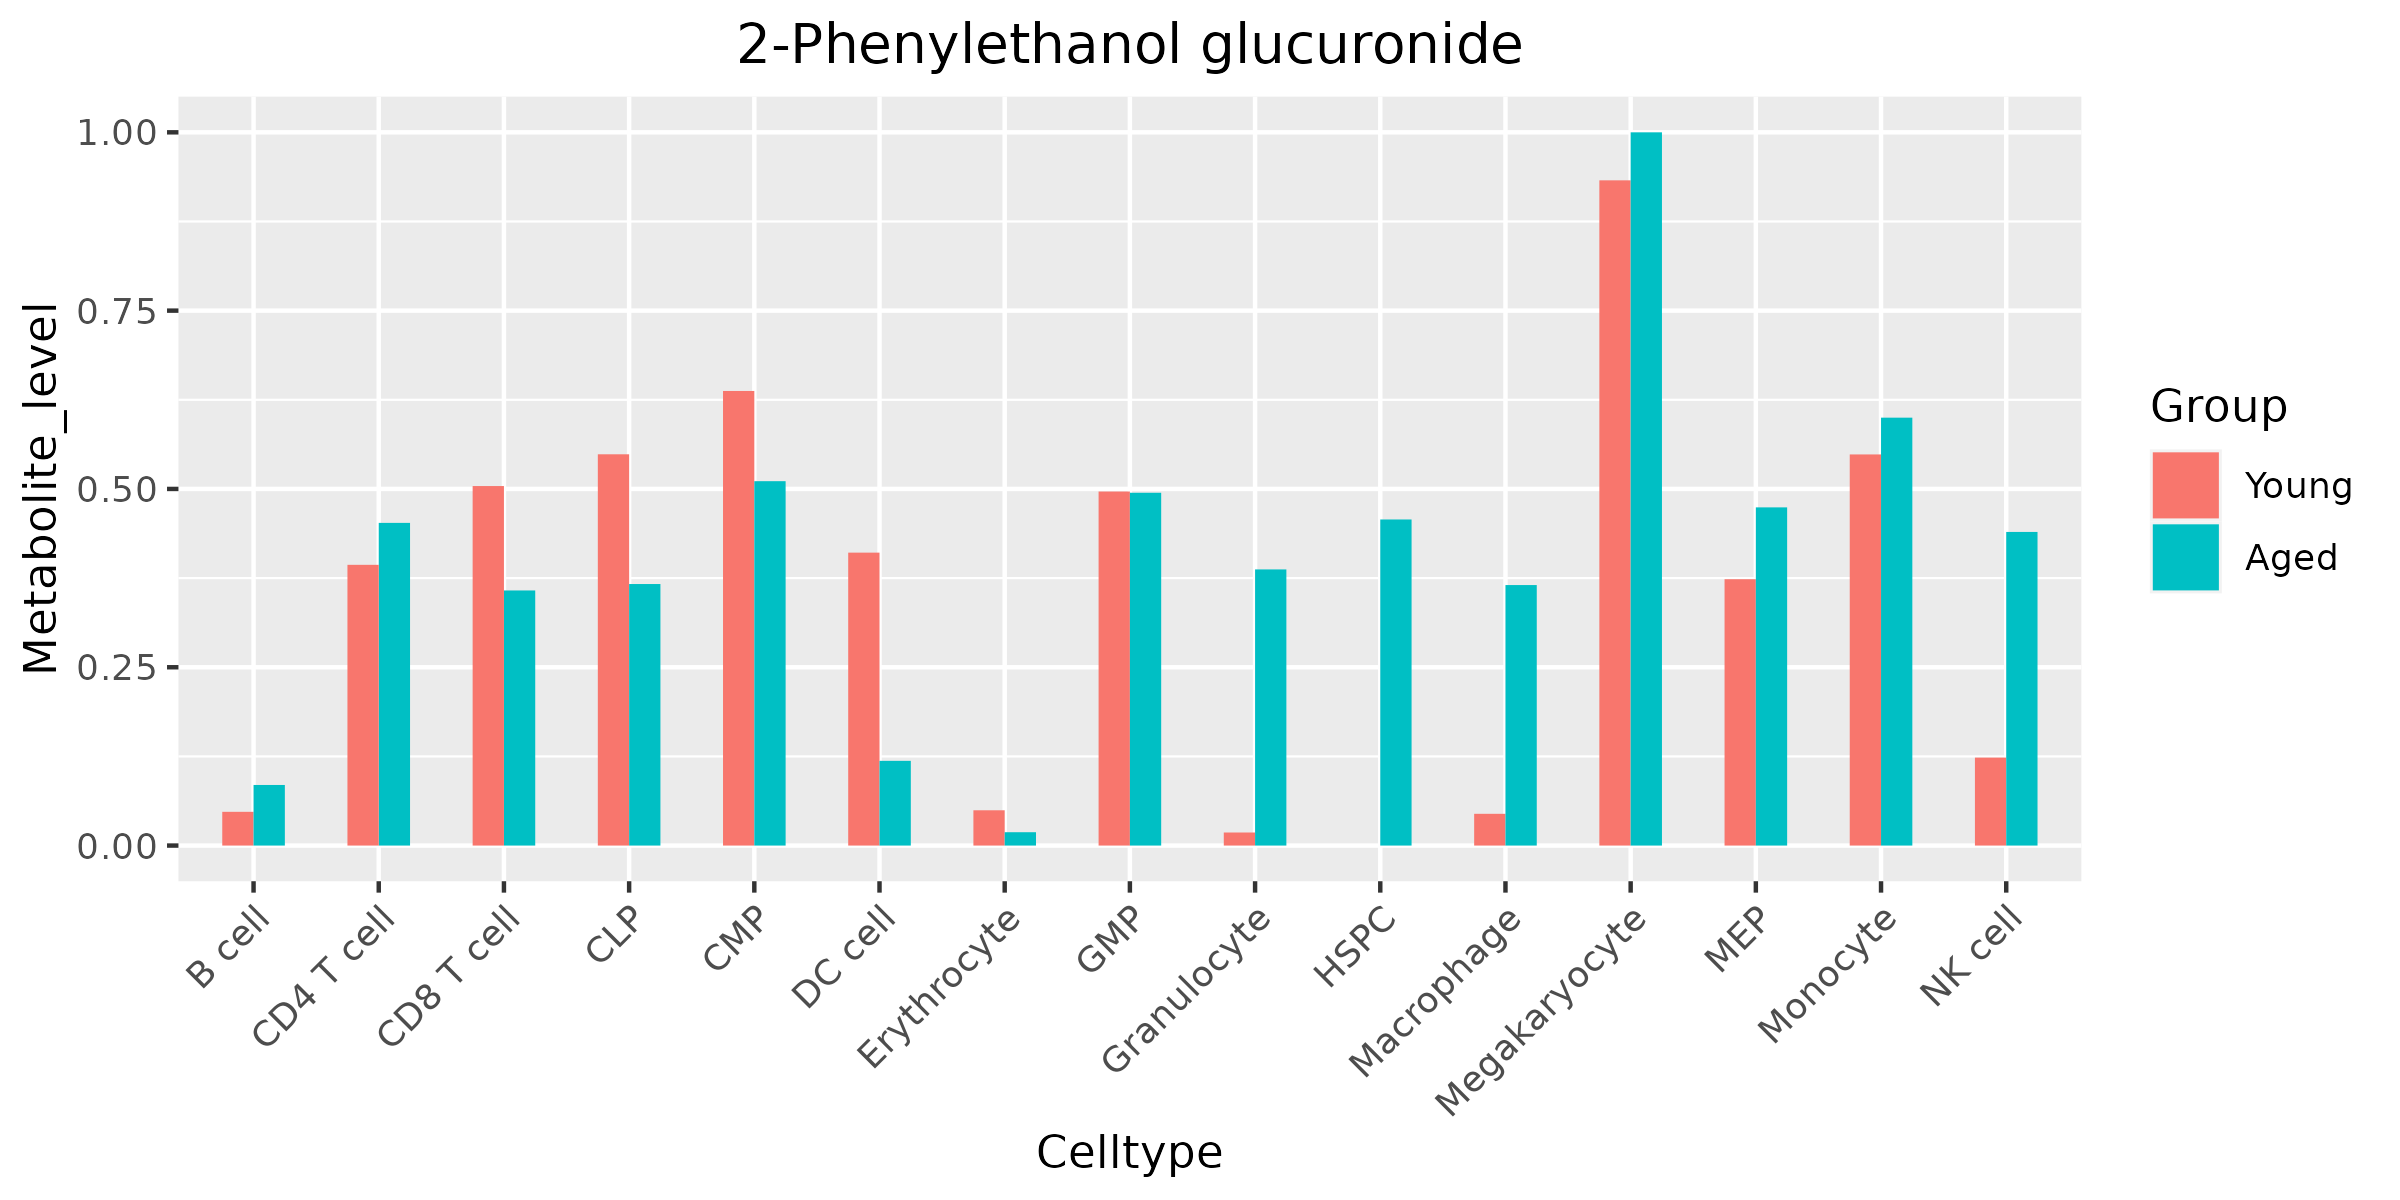 2-Phenylethanol glucuronide
Metabolite_level
1.00
0.75
0.50
0.25
0.00
B cell
CD4 T cell
CD8 T cell
CLP
CMP
DC cell
Erythrocyte
GMP
Granulocyte
HSPC
Macrophage
Megakaryocyte
MEP
Monocyte
NK cell
Celltype
Group
Young
Aged